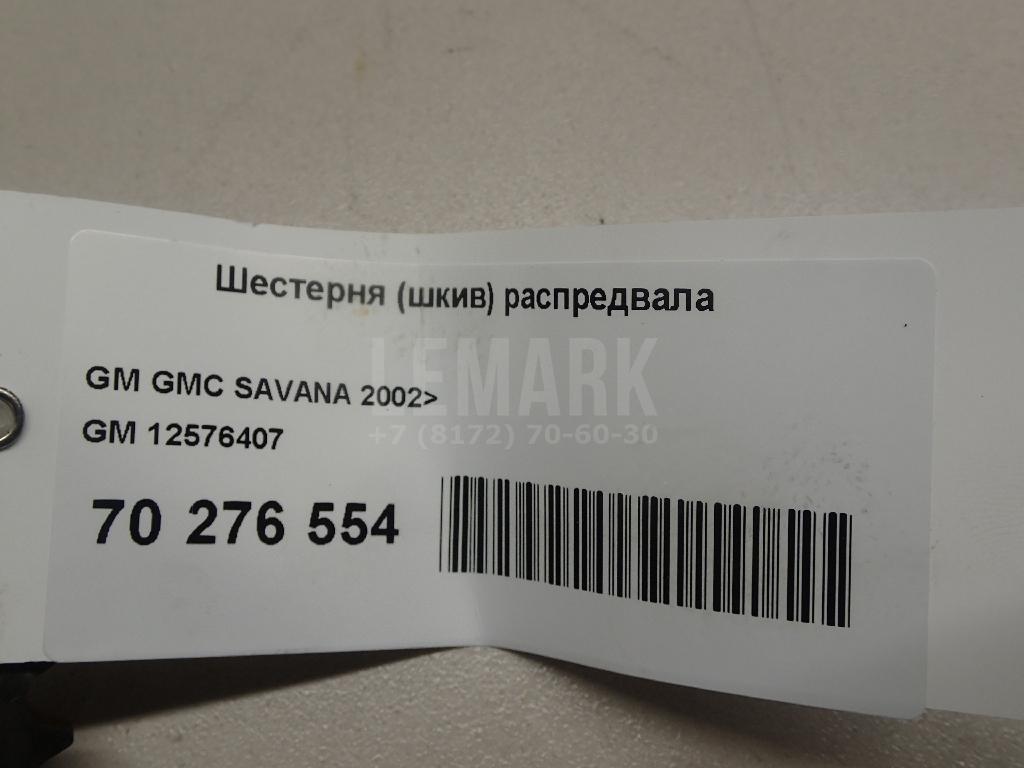 Шестерня (шкив) распредвала
LEMARK
GM GMC SAVANA 2002>
GM 12576407
+7 (8172) 70-60-30
70 276 554